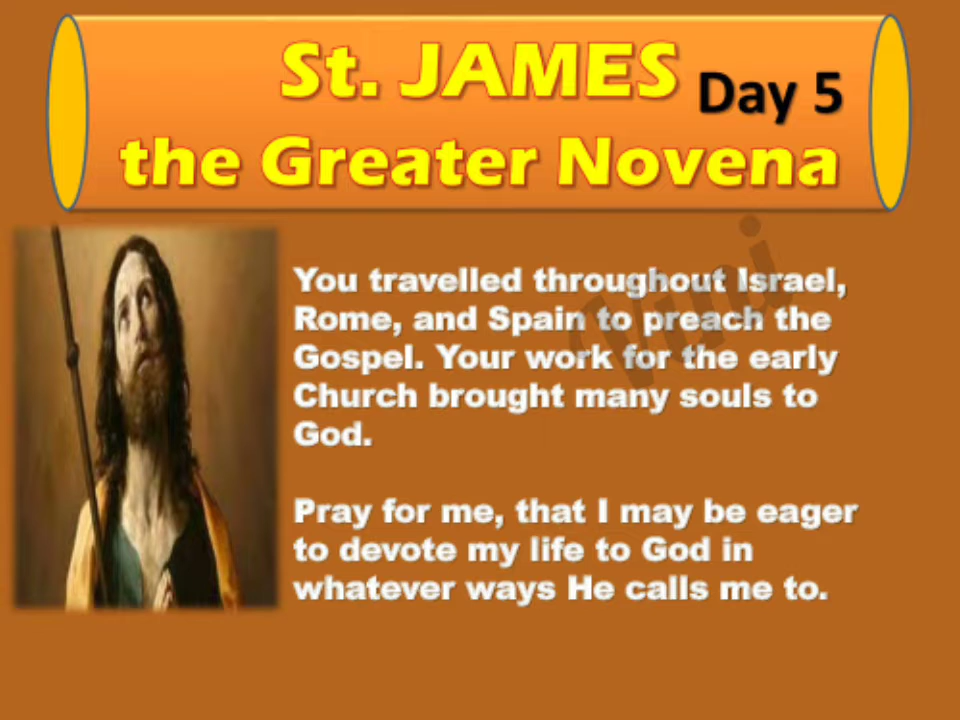 St. JAMES Day 5
the Greater Novena
You travelled throughout Israel,
Rome, and Spain to preach the
Gospel. Your work for the early
Church brought many souls to
God.
Pray for me, that I may be eager
to devote my life to God in
whatever ways He calls me to.